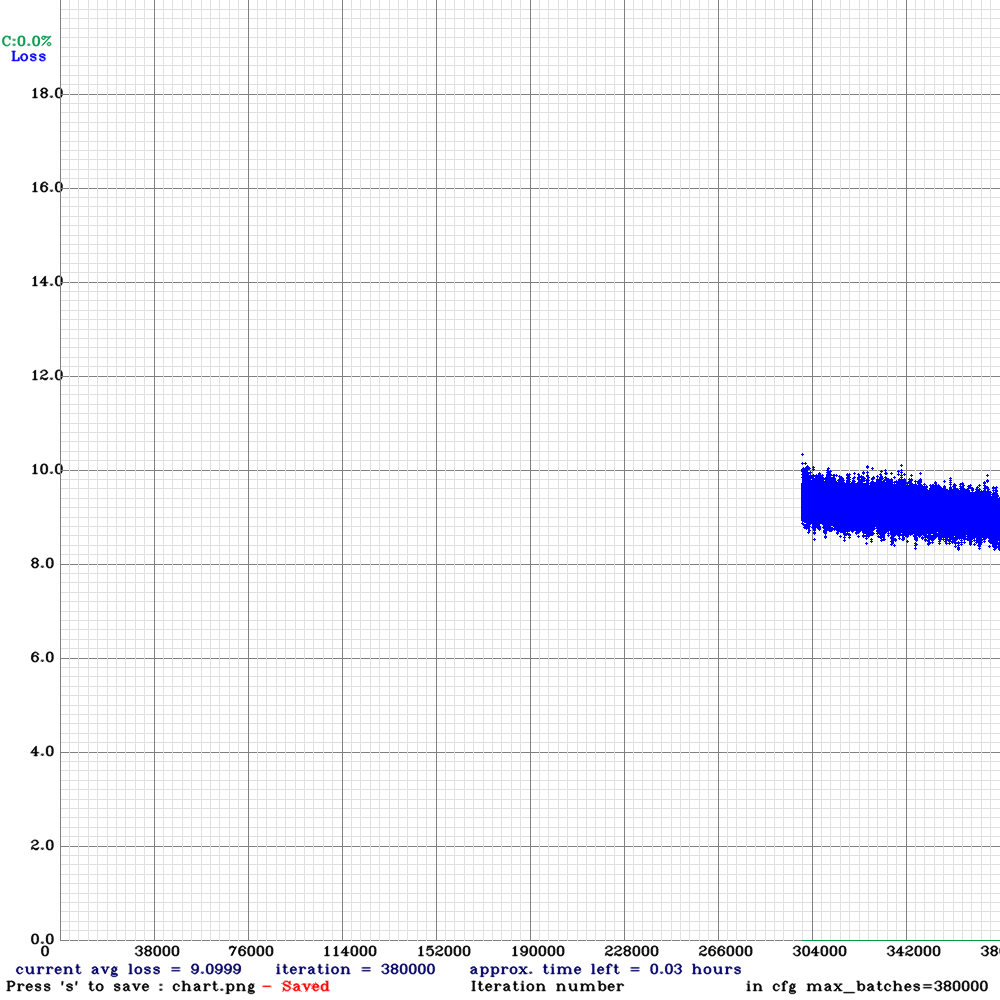 C:0.0%
Loss
18.0
16.0
14.0
12.0
10.0
8.0
6.0
4.0
2.0
0.0
0 38000 76000 114000 152000 190000 228000 266000 304000 342000 380
current avg loss = 9.0999 iteration = 380000 approx. time left = 0.03 hours
Press 's' to save : chart.png - Saved Iteration number in cfg max_batches=380000